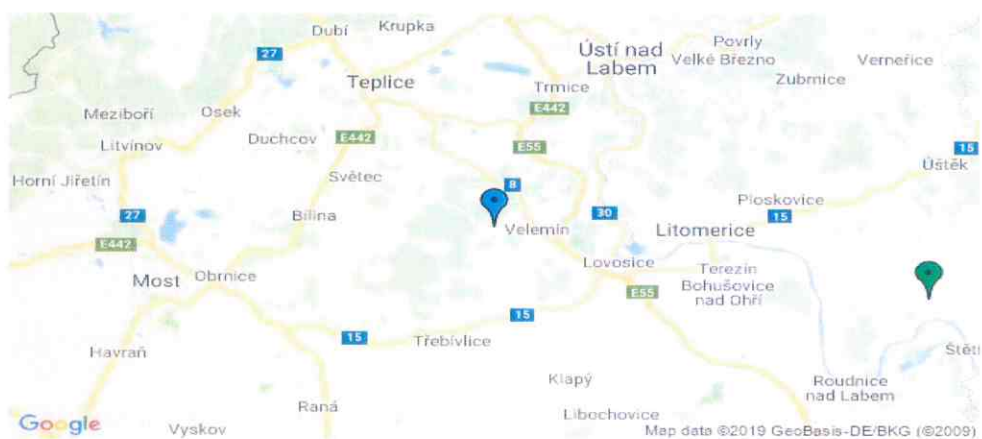 Dubí
Krupka
27
Teplice
Ústí nad
Labem
Povrly
Velké Březno
Verneřice
Zubrnice
Trmice
E442
Meziboří
Osek
Duchcov
E442
Litvínov
E55
15
Úštěk
Horní Jiřetín
Světec
8
Ploskovice
27
Bílina
Velemín
30
15
Litomerice
E442
Most
Obrnice
Lovosice
Terezín
Bohušovice
nad Ohří
E55
15
15
Třebívlice
Havraň
Štětí
Klapý
Roudnice
nad Labem
Raná
Libochovice
Google
Vyskov
Map data ©2019 GeoBasis-DE/BKG (©2009)